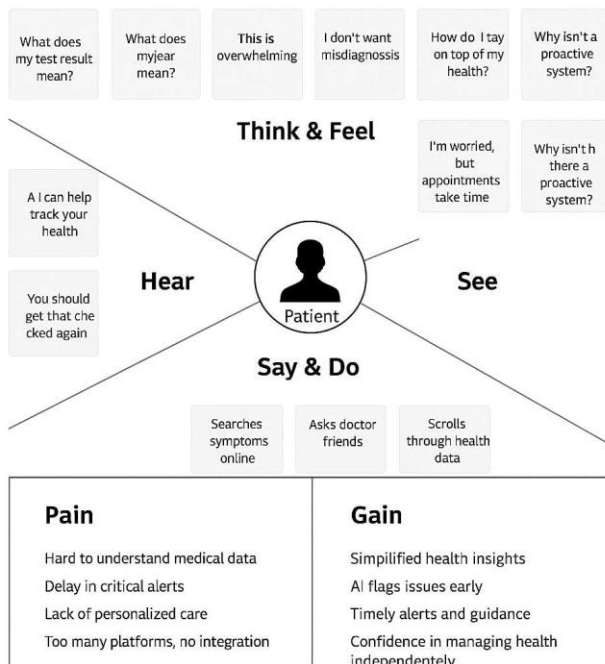 What does
my test result
mean?
What does
myjear
mean?
This is
overwhelming
I don't want
misdiagnossis
How do I tay
on top of my
health?
Why isn't a
proactive
system?
Think & Feel
I'm worried,
but
appointments
take time
Why isn't h
there a
proactive
system?
A I can help
track your
health
Hear
See
You should
get that che
cked again
Patient
Say & Do
Searches
symptoms
online
Asks doctor
friends
Scrolls
through health
data
Pain
Hard to understand medical data
Delay in critical alerts
Lack of personalized care
Too many platforms, no integration
Gain
Simpilified health insights
AI flags issues early
Timely alerts and guidance
Confidence in managing health
independentely